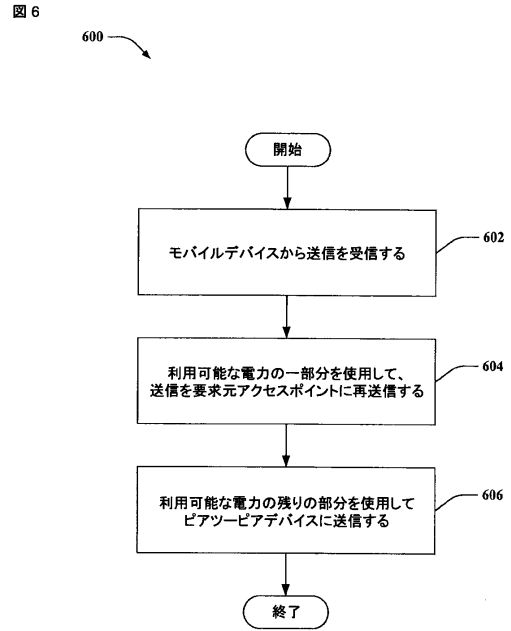 図6
600
開始
モバイルデバイスから送信を受信する
602
利用可能な電力の一部分を使用して、
送信を要求元アクセスポイントに再送信する
604
利用可能な電力の残りの部分を使用して
ピアツーピアデバイスに送信する
606
終了